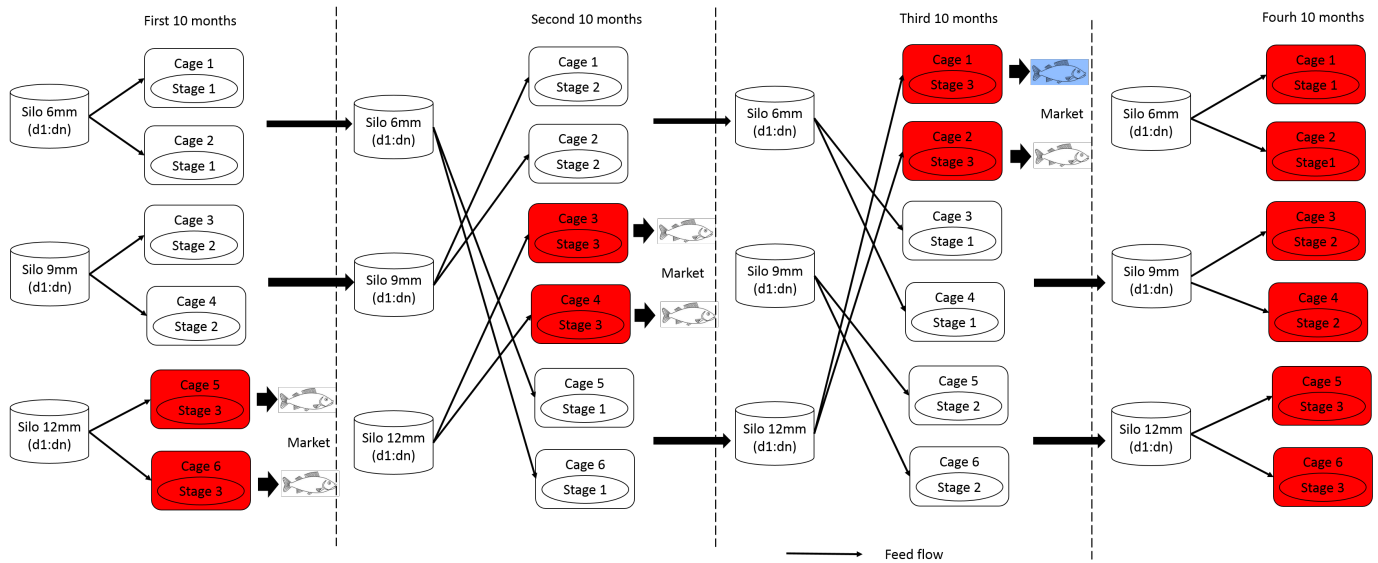 First 10 months
Silo 6mm
(d1:dn)
Cage 1
Stage 1
Cage 2
Stage 1
Silo 9mm
(d1:dn)
Cage 3
Stage 2
Cage 4
Stage 2
Silo 12mm
(d1:dn)
Cage 5
Stage 3
Cage 6
Stage 3
Market
Second 10 months
Silo 6mm
(d1:dn)
Cage 1
Stage 2
Cage 2
Stage 2
Silo 9mm
(d1:dn)
Cage 3
Stage 3
Cage 4
Stage 3
Market
Silo 12mm
(d1:dn)
Cage 5
Stage 1
Cage 6
Stage 1
Third 10 months
Silo 6mm
(d1:dn)
Cage 1
Stage 3
Cage 2
Stage 3
Market
Silo 9mm
(d1:dn)
Cage 3
Stage 1
Cage 4
Stage 1
Silo 12mm
(d1:dn)
Cage 5
Stage 2
Cage 6
Stage 2
Fourh 10 months
Silo 6mm
(d1:dn)
Cage 1
Stage 1
Cage 2
Stage1
Silo 9mm
(d1:dn)
Cage 3
Stage 2
Cage 4
Stage 2
Silo 12mm
(d1:dn)
Cage 5
Stage 3
Cage 6
Stage 3
Feed flow